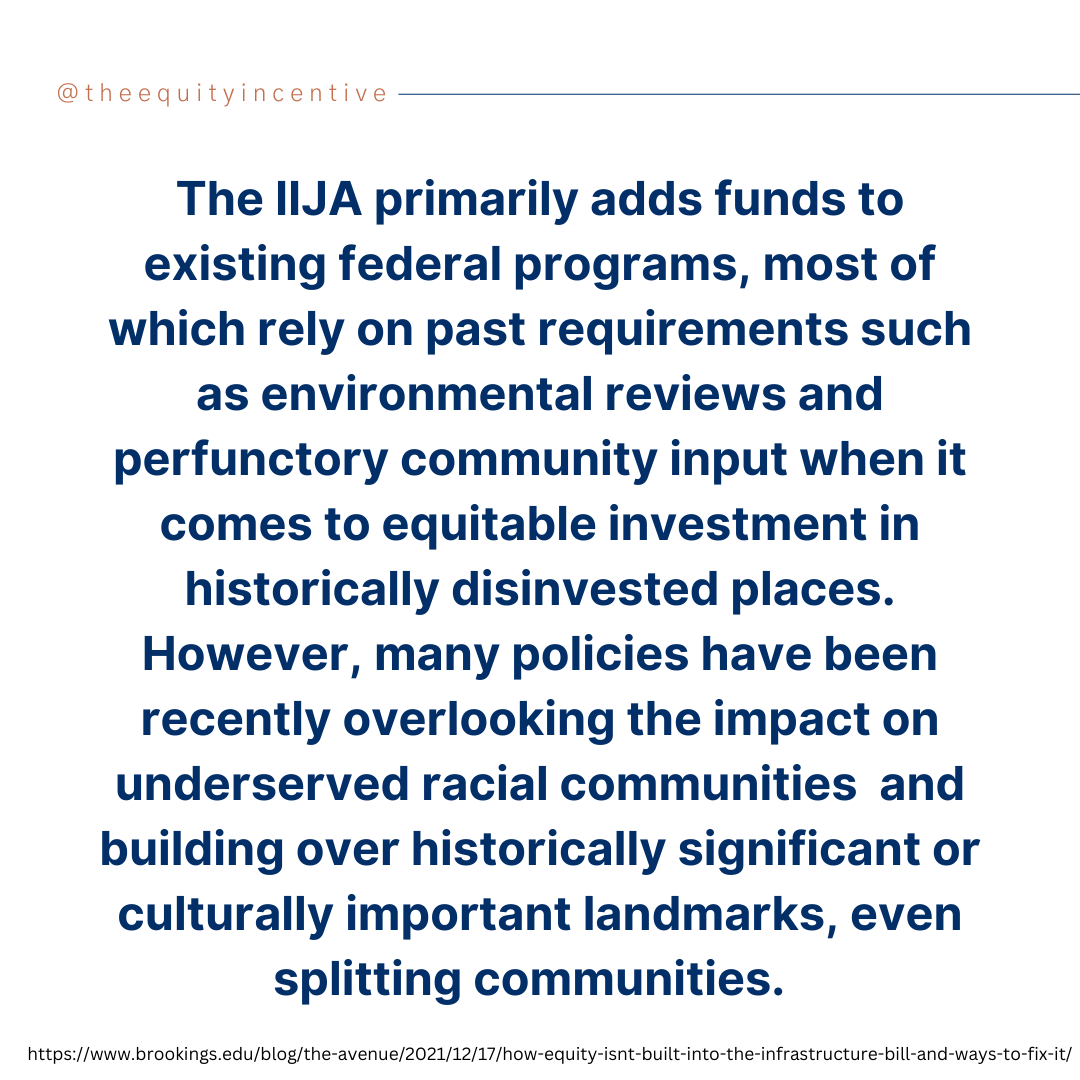 @theequityincentive
The IIJA primarily adds funds to
existing federal programs, most of
which rely on past requirements such
as environmental reviews and
perfunctory community input when it
comes to equitable investment in
historically disinvested places.
However, many policies have been
recently overlooking the impact on
underserved racial communities  and
building over historically significant or
culturally important landmarks, even
splitting communities.
https://www.brookings.edu/blog/the-avenue/2021/12/17/how-equity-isnt-built-into-the-infrastructure-bill-and-ways-to-fix-it/